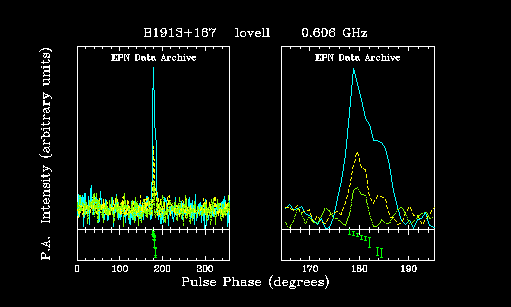 B1913+167 lovell 0.606 GHz
EPN Data Archive EPN Data Archive
P.A. Intensity (arbitrary units)
0 100 200 300 170 180 190
Pulse Phase (degrees)